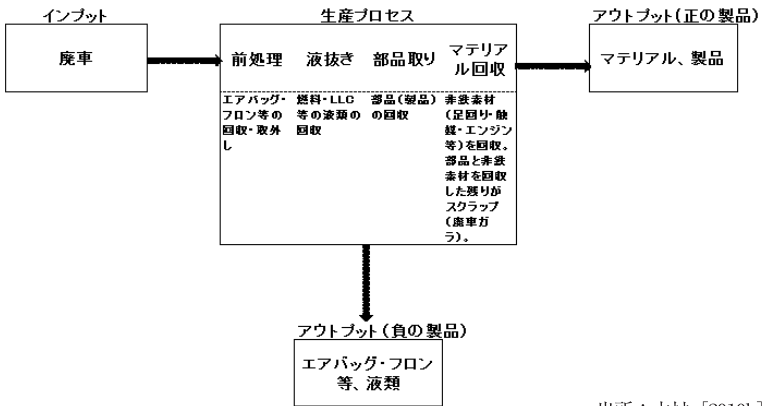 インプット
生産プロセス
アウトプット(正の製品)
廃車
前処理
液抜き
部品取り
マテリア
ル回収
マテリアル、製品
エアバッグ・
フロン等の
回収・取外
し
燃料・LLC
等の液類の
回収
部品(製品)
の回収
非鉄素材
(足回り・触
媒・エンジン
等)を回収。
部品と非鉄
素材を回収
した残りが
スクラップ
(廃車ガ
ラ)。
アウトプット(負の製品)
エアバッグ・フロン
等、液類